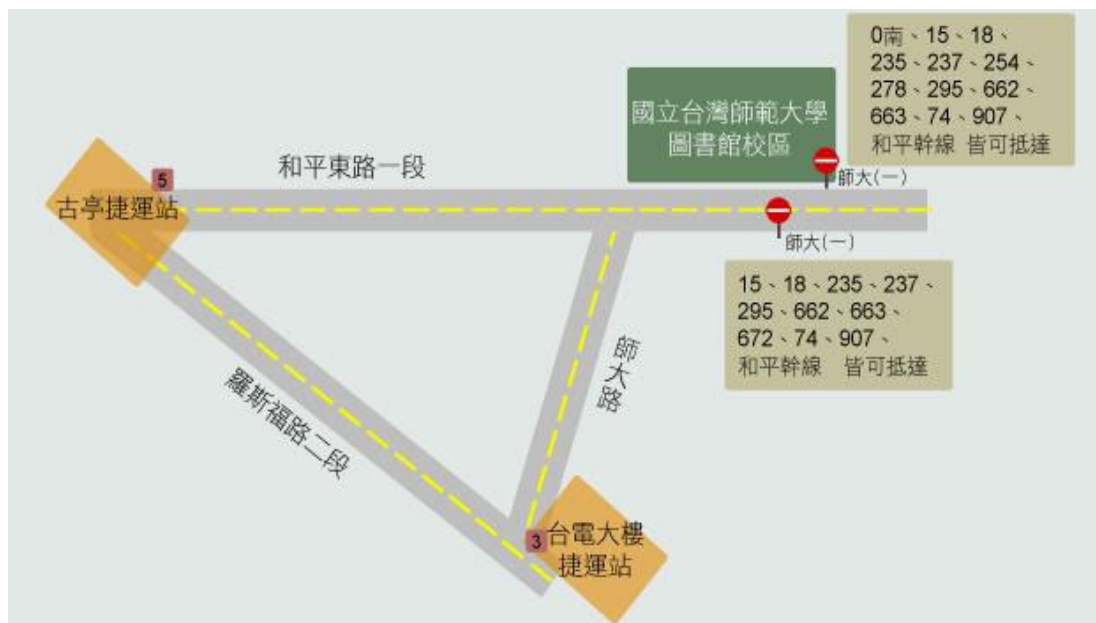 0南、15、18、
235、237、254、
278、295、662、
663、74、907、
和平幹線 皆可抵達
國立台灣師範大學
圖書館校區
和平東路一段
5
師大(一)
古亭捷運站
師大(一)
15、18、235、237、
295、662、663、
672、74、907、
和平幹線 皆可抵達
師大路
羅斯福路二段
3
台電大樓
捷運站